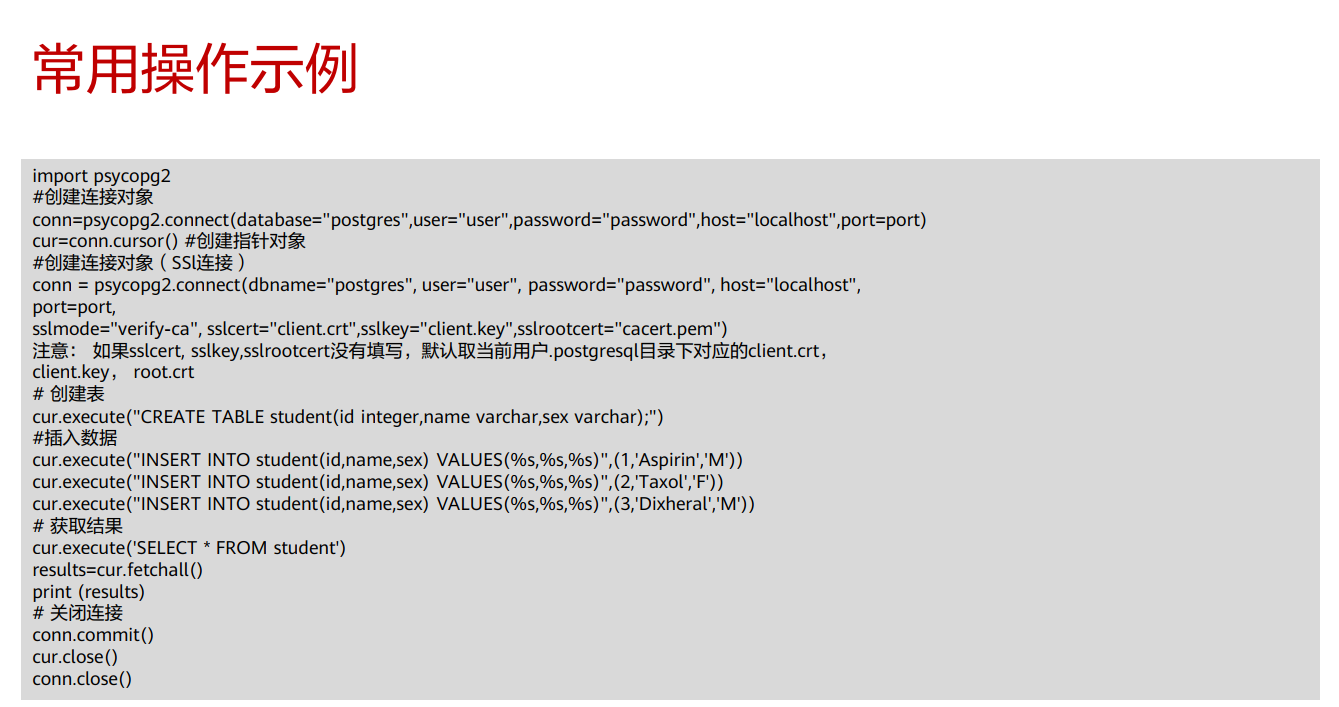 常用操作示例
import psycopg2
#创建连接对象
conn=psycopg2.connect(database="postgres",user="user",password="password",host="localhost",port=port)
cur=conn.cursor() #创建指针对象
#创建连接对象（SSl连接）
conn = psycopg2.connect(dbname="postgres", user="user", password="password", host="localhost",
port=port,
sslmode="verify-ca", sslcert="client.crt",sslkey="client.key",sslrootcert="cacert.pem")
注意： 如果sslcert, sslkey,sslrootcert没有填写，默认取当前用户.postgresql目录下对应的client.crt，
client.key， root.crt
# 创建表
cur.execute("CREATE TABLE student(id integer,name varchar,sex varchar);")
#插入数据
cur.execute("INSERT INTO student(id,name,sex) VALUES(%s,%s,%s)",(1,'Aspirin','M'))
cur.execute("INSERT INTO student(id,name,sex) VALUES(%s,%s,%s)",(2,'Taxol','F'))
cur.execute("INSERT INTO student(id,name,sex) VALUES(%s,%s,%s)",(3,'Dixheral','M'))
# 获取结果
cur.execute('SELECT * FROM student')
results=cur.fetchall()
print (results)
# 关闭连接
conn.commit()
cur.close()
conn.close()